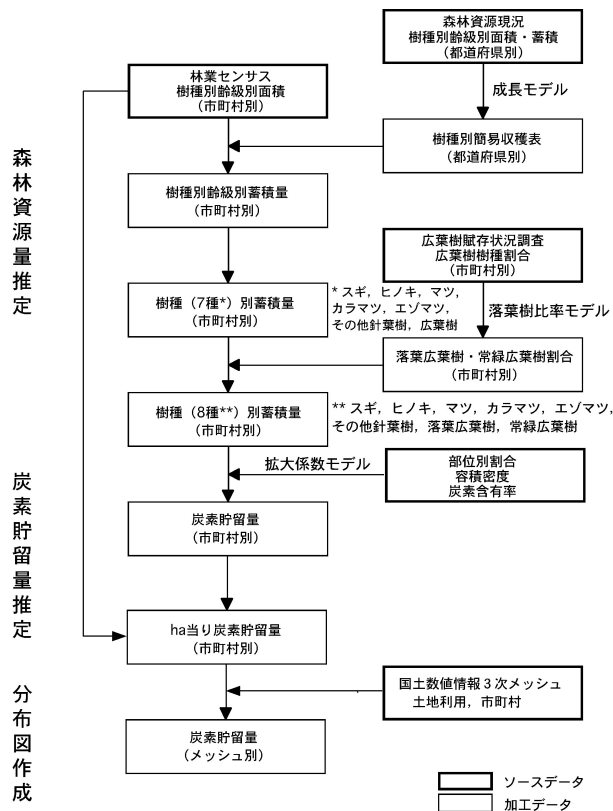 森林資源現況
樹種別齢級別面積・蓄積
（都道府県別）
林業センサス
樹種別齢級別面積
（市町村別）
成長モデル
樹種別簡易収穫表
（都道府県別）
森林資源量推定
樹種別齢級別蓄積量
（市町村別）
広葉樹賦存状況調査
広葉樹樹種割合
（市町村別）
樹種（7種*）別蓄積量
（市町村別）
* スギ，ヒノキ，マツ，
カラマツ，エゾマツ，
その他針葉樹，広葉樹
落葉樹比率モデル
落葉広葉樹・常緑広葉樹割合
（市町村別）
樹種（8種**）別蓄積量
（市町村別）
** スギ，ヒノキ，マツ，カラマツ，エゾマツ，
その他針葉樹，落葉広葉樹，常緑広葉樹
拡大係数モデル
部位別割合
容積密度
炭素含有率
炭素貯留量推定
炭素貯留量
（市町村別）
ha当り炭素貯留量
（市町村別）
分布図作成
国土数値情報３次メッシュ
土地利用，市町村
炭素貯留量
（メッシュ別）
ソースデータ
加工データ